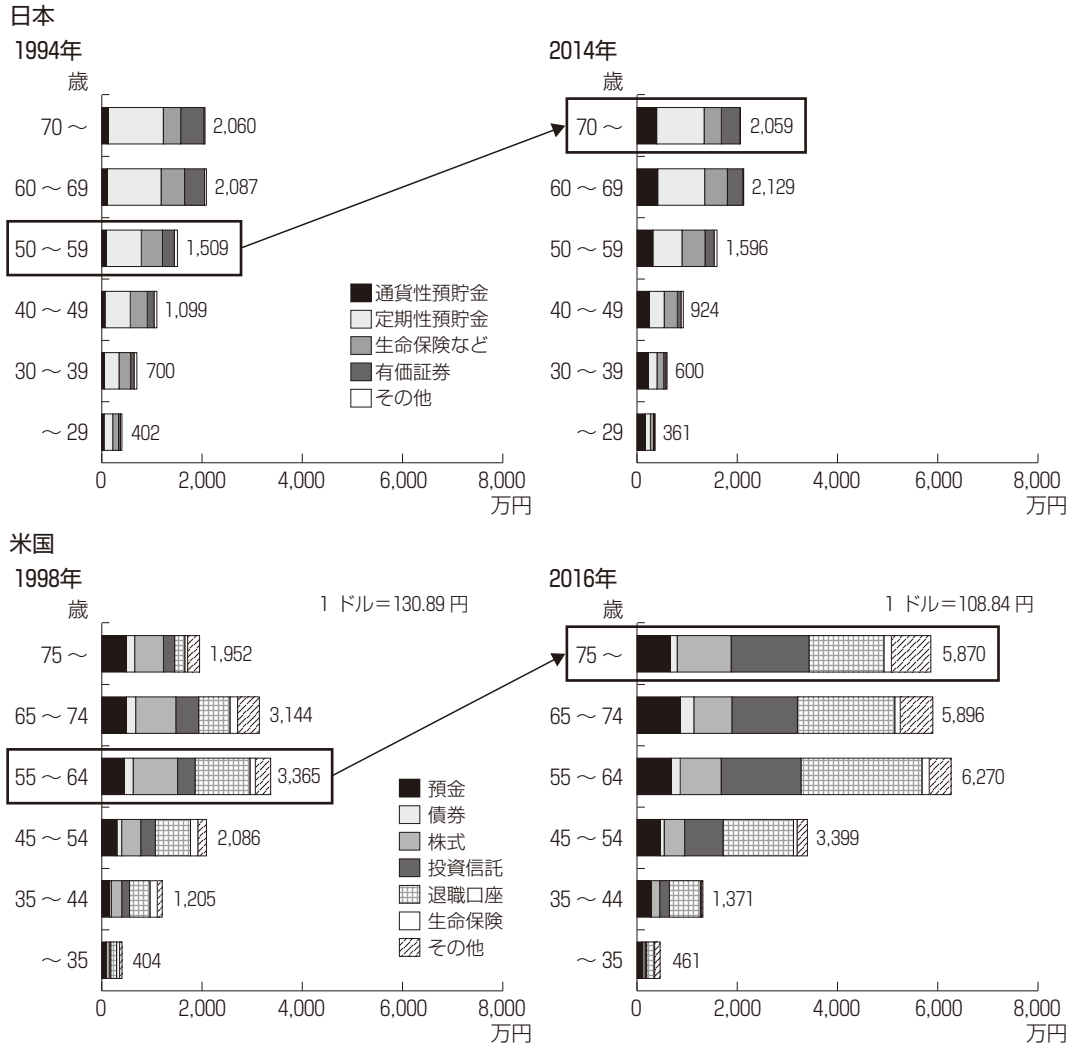 日本
1994年
歳
70～ 2,060
60～69 2,087
50～59 1,509
40～49 1,099
30～39 700
～29 402
0 2,000 4,000 6,000 8,000
万円
通貨性預貯金
定期性預貯金
生命保険など
有価証券
その他
2014年
70～ 2,059
60～69 2,129
50～59 1,596
40～49 924
30～39 600
～29 361
0 2,000 4,000 6,000 8,000
万円
米国
1998年
歳
1 ドル＝130.89 円
75～ 1,952
65～74 3,144
55～64 3,365
45～54 2,086
35～44 1,205
～35 404
0 2,000 4,000 6,000 8,000
万円
預金
債券
株式
投資信託
退職口座
生命保険
その他
2016年
歳
1 ドル＝108.84 円
75～ 5,870
65～74 5,896
55～64 6,270
45～54 3,399
35～44 1,371
～35 461
0 2,000 4,000 6,000 8,000
万円